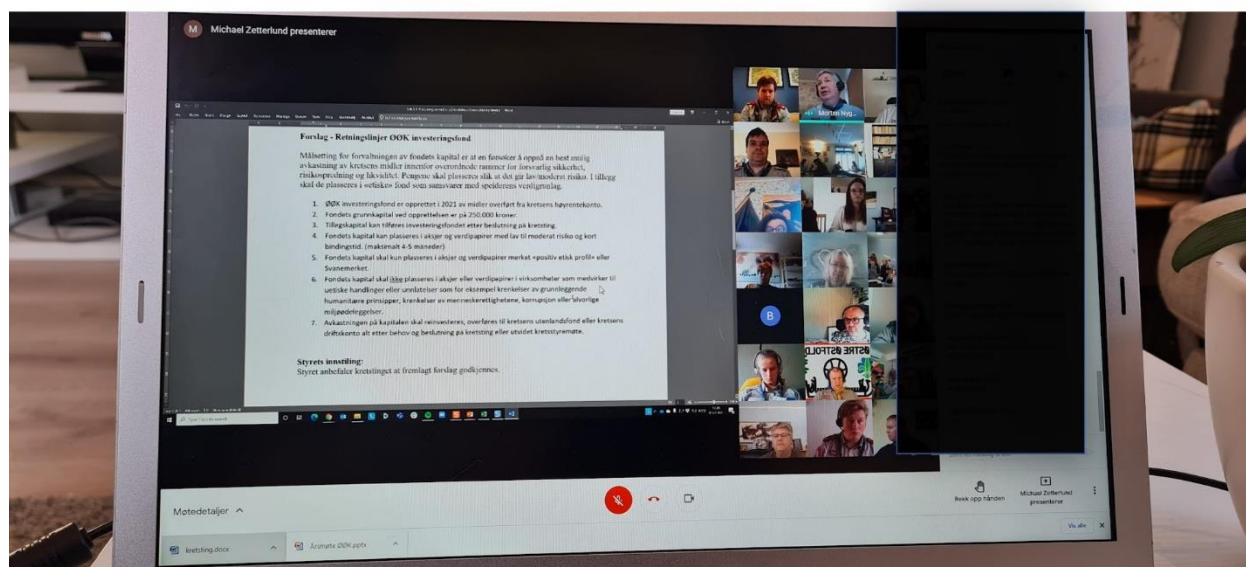 M Michael Zetterlund presenterer
Forslag - Retningslinjer ØØK investeringsfond
Målsetting for forvaltningen av fondets kapital er at en forsøker å oppnå en best mulig
avkastning av kretsens midler innenfor overordnede rammer for forsvarlig sikkerhet,
risikospredning og likviditet. Pengene skal plasseres slik at det gir lav/moderat risiko. I tillegg
skal de plasseres i «etiske» fond som samsvarer med speiderens verdigrunnlag.
1. ØØK investeringsfond er opprettet i 2021 av midler overført fra kretsens høyrentekonto.
2. Fondets grunnkapital ved opprettelsen er på 250,000 kroner.
3. Tilleggskapital kan tilføres investeringsfondet etter beslutning på kretsting.
4. Fondets kapital kan plasseres i aksjer og verdipapirer med lav til moderat risiko og kort
bindingstid. (maksimalt 4-5 måneder)
5. Fondets kapital skal kun plasseres i aksjer og verdipapirer merket «positiv etisk profil» eller
Svanemerket.
6. Fondets kapital skal ikke plasseres i aksjer eller verdipapirer i virksomheter som medvirker til
uetiske handlinger eller unnlatelser som for eksempel krenkelser av grunnleggende
humanitære prinsipper, krenkelser av menneskerettighetene, korrupsjon eller alvorlige
miljøødeleggelser.
7. Avkastningen på kapitalen skal reinvesteres, overføres til kretsens utenlandsfond eller kretsens
driftskonto alt etter behov og beslutning på kretsting eller utvidet kretsstyremøte.
Styrets innstiling:
Styret anbefaler kretstinget at fremlagt forslag godkjennes.
Morten Nyg...
B
ØSTRE ØSTFOLD
Møtedetaljer
Rekk opp hånden
Michael Zetterlund
presenterer
kretsting.docx
Årsmøte ØØK.pptx
Vis alle